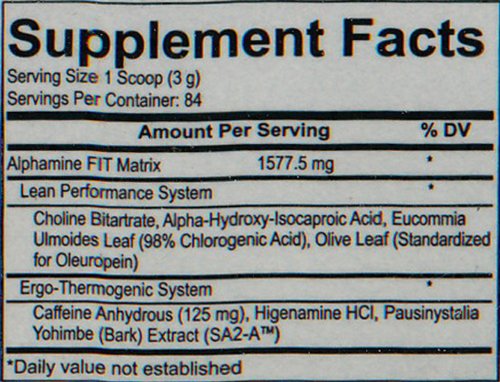 Supplement Facts
Serving Size 1 Scoop (3 g)
Servings Per Container: 84
Amount Per Serving % DV
Alphamine FIT Matrix 1577.5 mg *
Lean Performance System *
Choline Bitartrate, Alpha-Hydroxy-Isocaproic Acid, Eucommia
Ulmoides Leaf (98% Chlorogenic Acid), Olive Leaf (Standardized
for Oleuropein)
Ergo-Thermogenic System *
Caffeine Anhydrous (125 mg), Higenamine HCl, Pausinystalia
Yohimbe (Bark) Extract (SA2-A™)
*Daily value not established